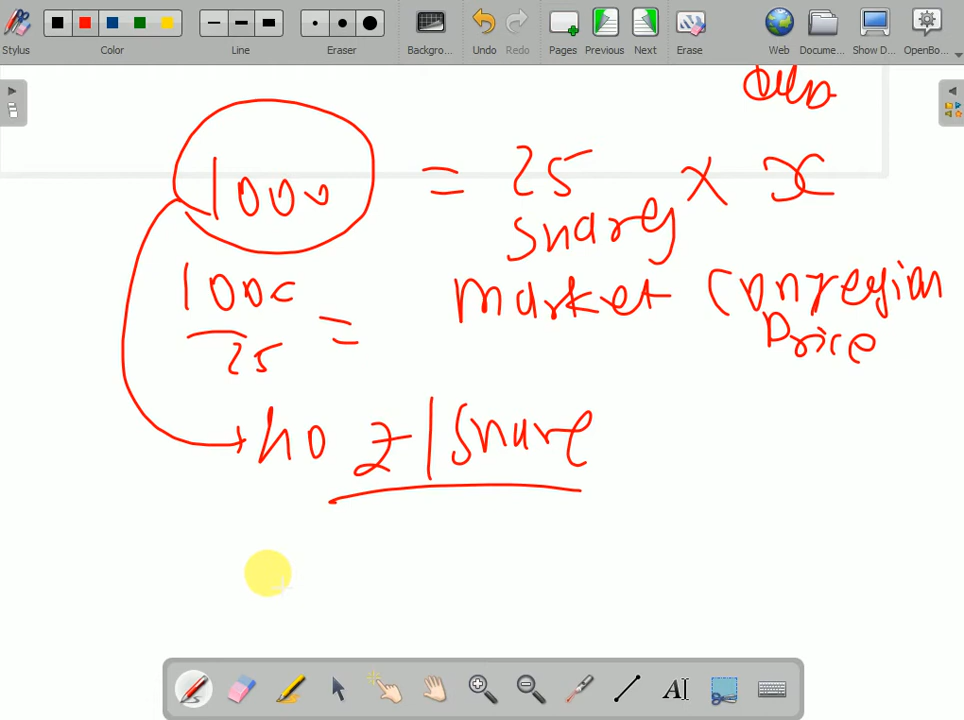 Stylus Color Line Eraser Backgro... Undo Redo Pages Previous Next Erase Web Docume... Show D... OpenBo...
1000 = 25 x x
shares
1000 = market conversion
25 Price
40 ₹/share